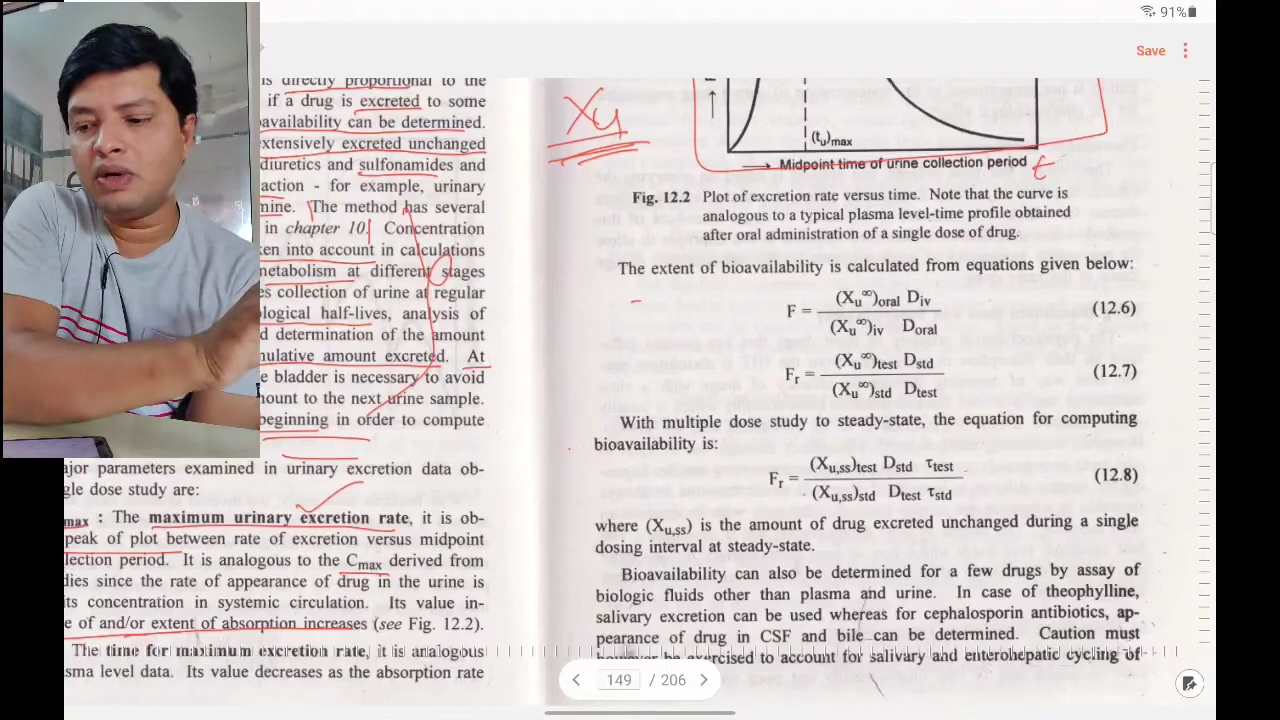 91%
Save
is directly proportional to the
if a drug is excreted to some
availability can be determined.
extensively excreted unchanged
diuretics and sulfonamides and
action - for example, urinary
mine. The method has several
in chapter 10. Concentration
ken into account in calculations
metabolism at different stages
es collection of urine at regular
logical half-lives, analysis of
d determination of the amount
mulative amount excreted. At
e bladder is necessary to avoid
mount to the next urine sample.
beginning in order to compute
ajor parameters examined in urinary excretion data ob-
gle dose study are:
max : The maximum urinary excretion rate, it is ob-
peak of plot between rate of excretion versus midpoint
llection period. It is analogous to the Cmax derived from
dies since the rate of appearance of drug in the urine is
its concentration in systemic circulation. Its value in-
e of and/or extent of absorption increases (see Fig. 12.2).
The time for maximum excretion rate, it is analogous
sma level data. Its value decreases as the absorption rate
Xu
(tu)max
→ Midpoint time of urine collection period
t
Fig. 12.2 Plot of excretion rate versus time. Note that the curve is
analogous to a typical plasma level-time profile obtained
after oral administration of a single dose of drug.
The extent of bioavailability is calculated from equations given below:
F = (Xu∞)oral Div / (Xu∞)iv Doral (12.6)
Fr = (Xu∞)test Dstd / (Xu∞)std Dtest (12.7)
With multiple dose study to steady-state, the equation for computing
bioavailability is:
Fr = (Xu,ss)test Dstd τtest / (Xu,ss)std Dtest τstd (12.8)
where (Xu,ss) is the amount of drug excreted unchanged during a single
dosing interval at steady-state.
Bioavailability can also be determined for a few drugs by assay of
biologic fluids other than plasma and urine. In case of theophylline,
salivary excretion can be used whereas for cephalosporin antibiotics, ap-
pearance of drug in CSF and bile can be determined. Caution must
however be exercised to account for salivary and enterohepatic cycling of
149 / 206